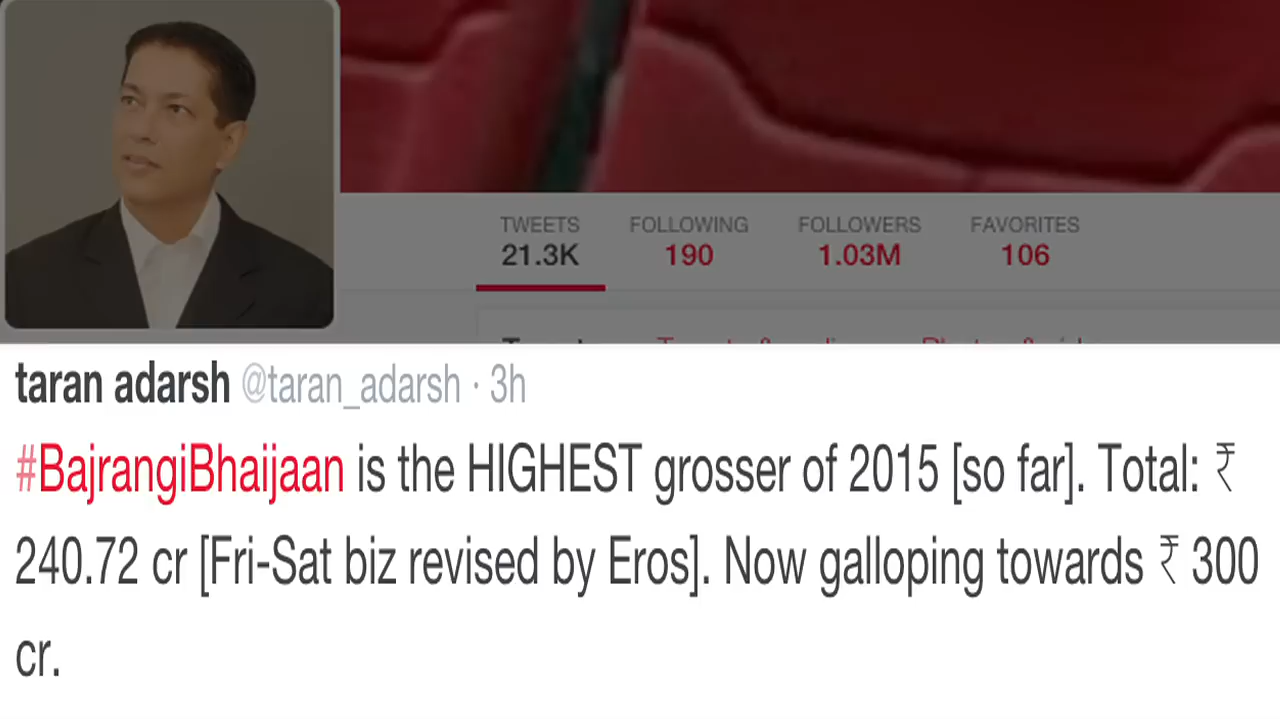 TWEETS FOLLOWING FOLLOWERS FAVORITES
21.3K 190 1.03M 106
taran adarsh @taran_adarsh · 3h
#BajrangiBhaijaan is the HIGHEST grosser of 2015 [so far]. Total: ₹
240.72 cr [Fri-Sat biz revised by Eros]. Now galloping towards ₹ 300
cr.